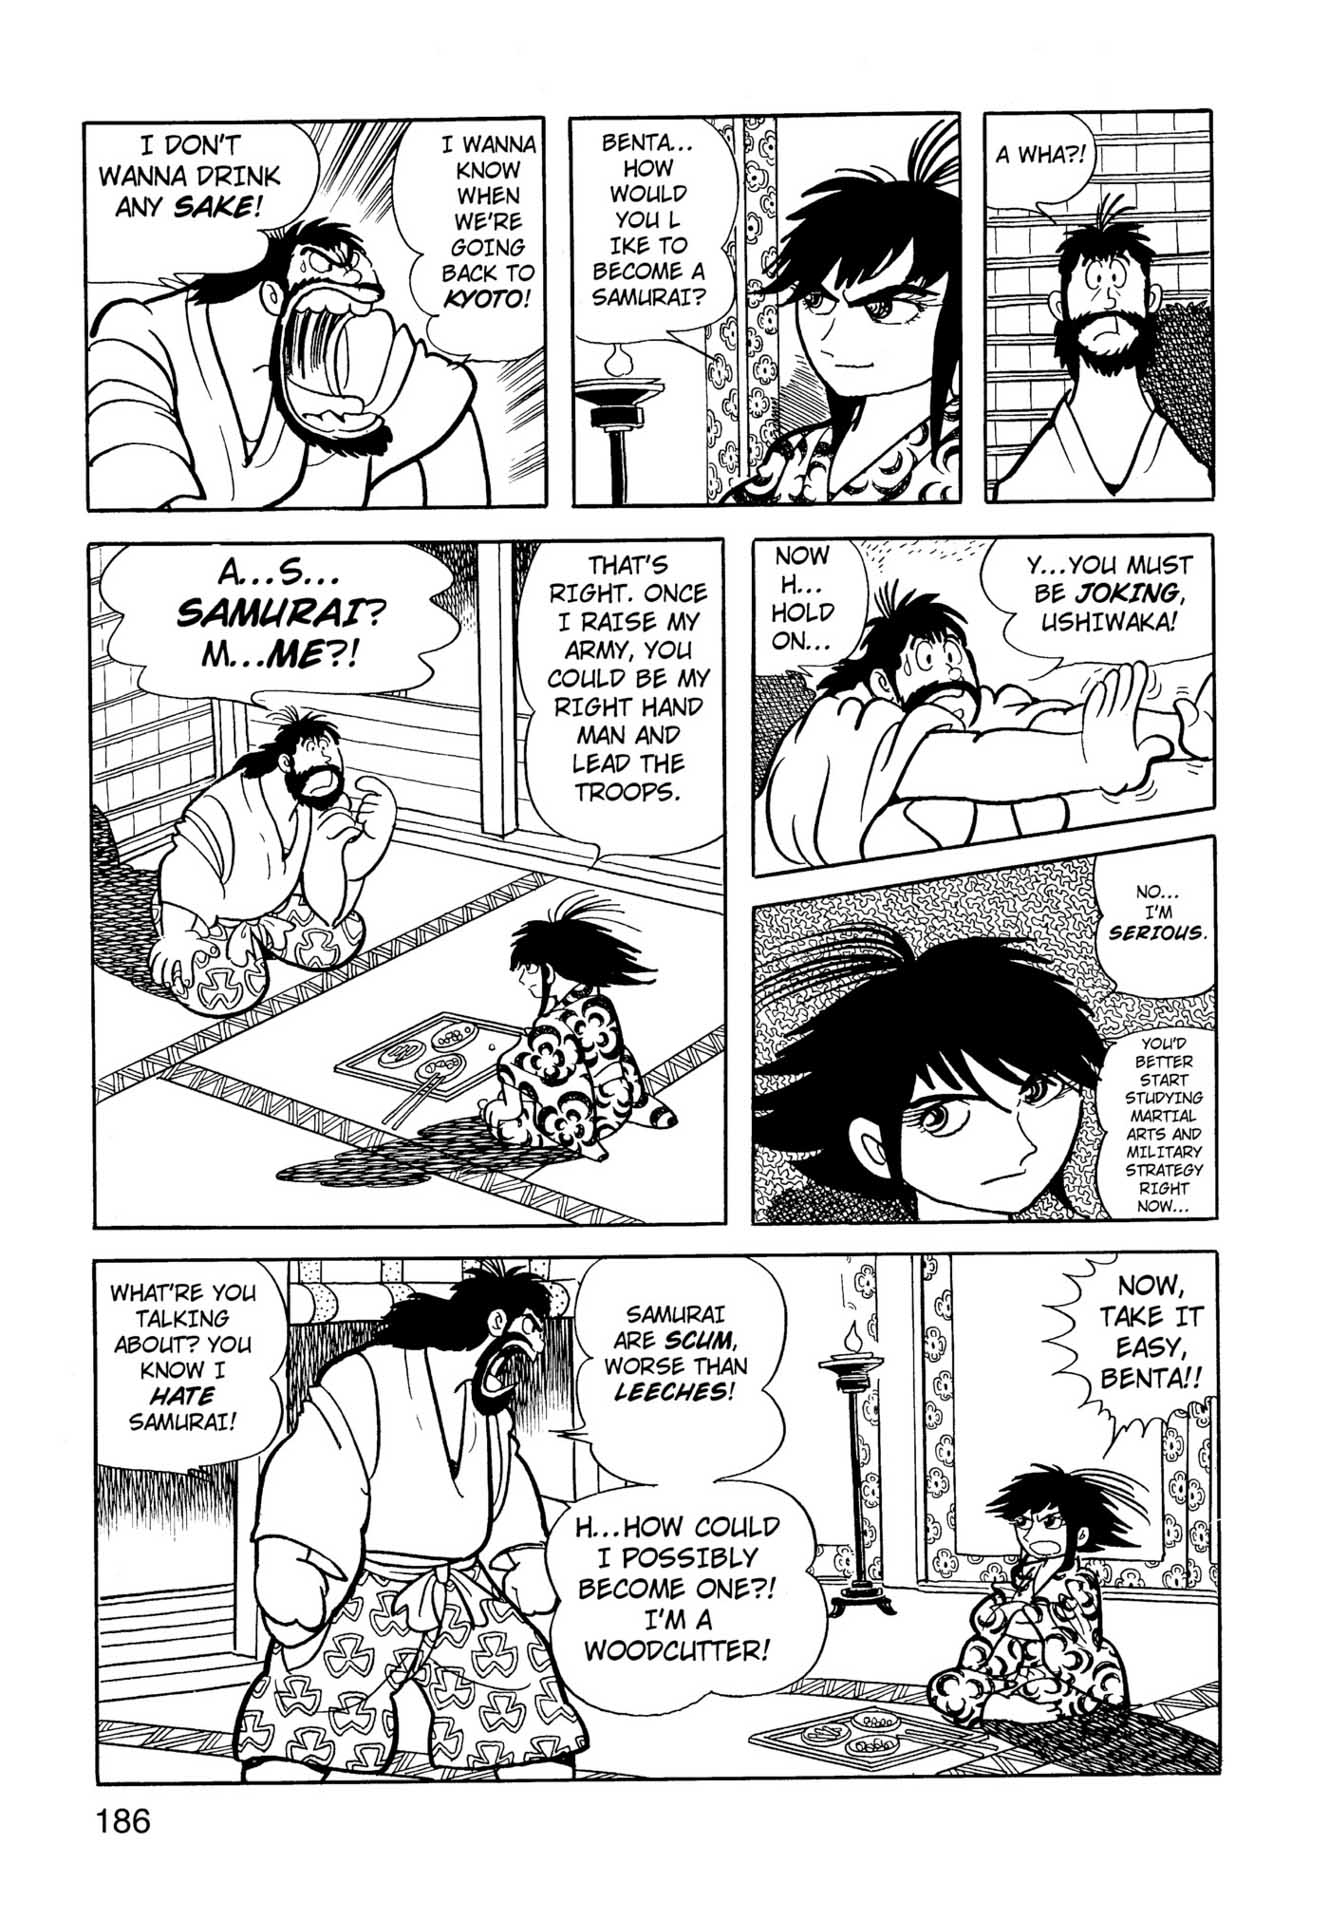 I DON'T
WANNA DRINK
ANY SAKE!
I WANNA
KNOW
WHEN
WE'RE
GOING
BACK TO
KYOTO!
BENTA...
HOW
WOULD
YOU L
IKE TO
BECOME A
SAMURAI?
A WHA?!
A...S...
SAMURAI?
M...ME?!
THAT'S
RIGHT. ONCE
I RAISE MY
ARMY, YOU
COULD BE MY
RIGHT HAND
MAN AND
LEAD THE
TROOPS.
NOW
H...
HOLD
ON...
Y...YOU MUST
BE JOKING,
USHIWAKA!
NO...
I'M
SERIOUS.
YOU'D
BETTER
START
STUDYING
MARTIAL
ARTS AND
MILITARY
STRATEGY
RIGHT
NOW...
WHAT'RE YOU
TALKING
ABOUT? YOU
KNOW I
HATE
SAMURAI!
SAMURAI
ARE SCUM,
WORSE THAN
LEECHES!
H...HOW COULD
I POSSIBLY
BECOME ONE?!
I'M A
WOODCUTTER!
NOW,
TAKE IT
EASY,
BENTA!!
186